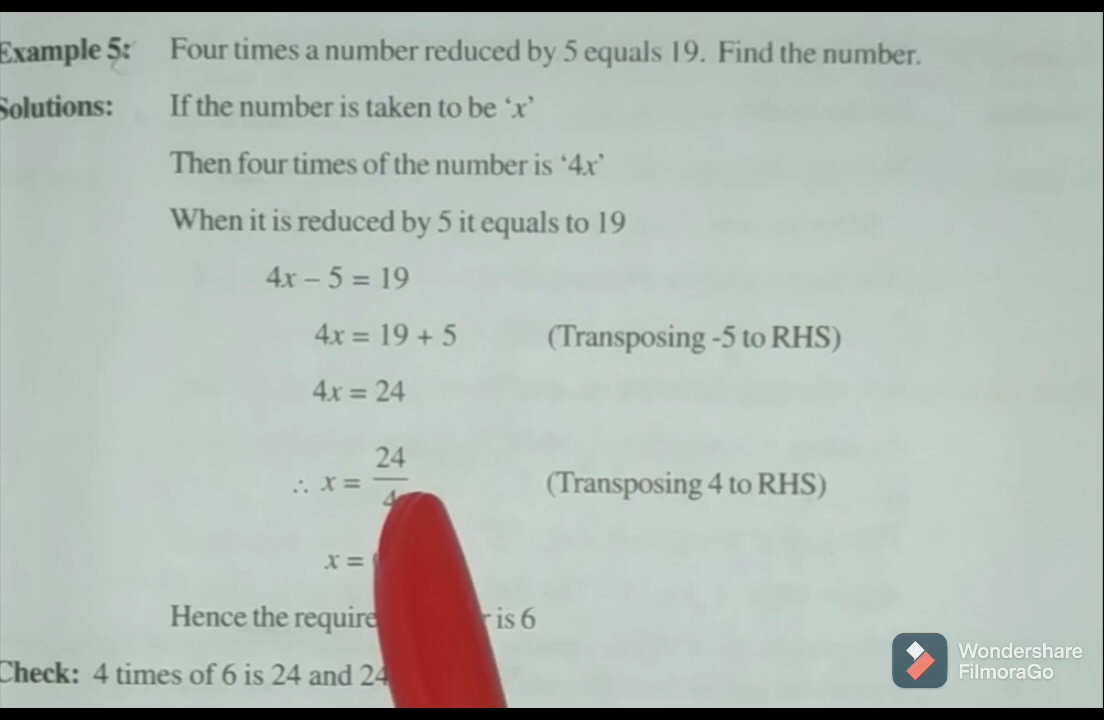 Example 5: Four times a number reduced by 5 equals 19. Find the number.
Solutions: If the number is taken to be ‘x’
Then four times of the number is ‘4x’
When it is reduced by 5 it equals to 19
4x – 5 = 19
4x = 19 + 5 (Transposing -5 to RHS)
4x = 24
∴ x = 24/4 (Transposing 4 to RHS)
x =
Hence the is 6
Check: 4 times of 6 is 24 and 24
Wondershare
FilmoraGo